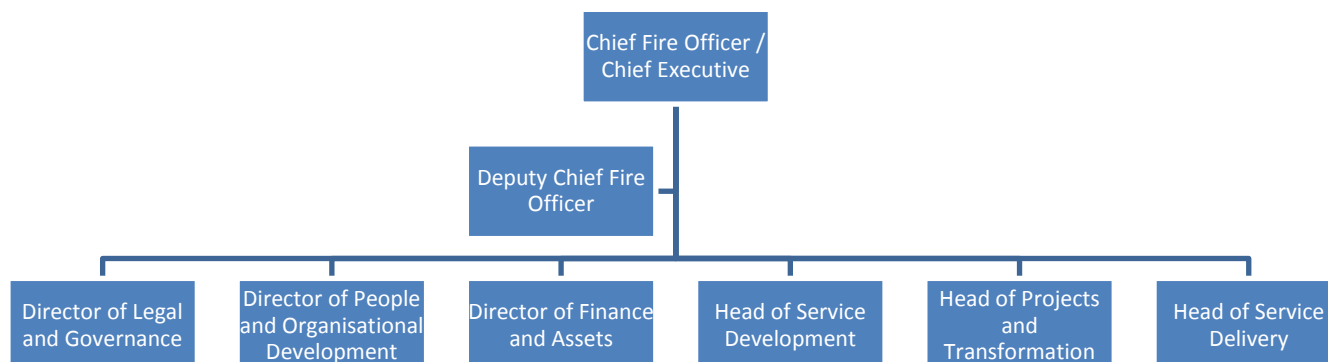 Chief Fire Officer /
Chief Executive
Deputy Chief Fire
Officer
Director of Legal
and Governance
Director of People
and Organisational
Development
Director of Finance
and Assets
Head of Service
Development
Head of Projects
and
Transformation
Head of Service
Delivery